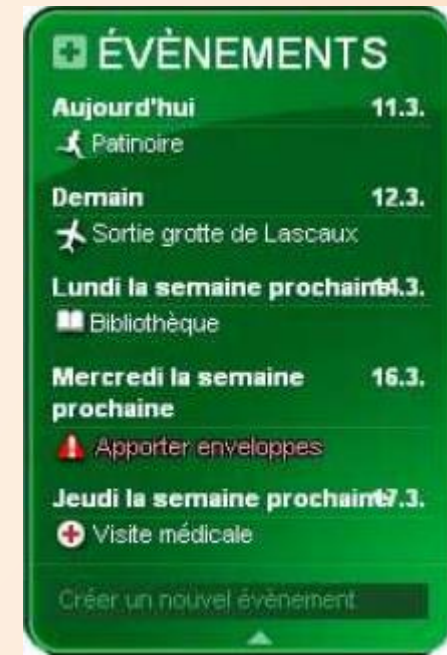 ÉVÈNEMENTS
Aujourd'hui 11.3.
Patinoire
Demain 12.3.
Sortie grotte de Lascaux
Lundi la semaine prochaine 14.3.
Bibliothèque
Mercredi la semaine 16.3.
prochaine
Apporter enveloppes
Jeudi la semaine prochaine 17.3.
Visite médicale
Créer un nouvel évènement